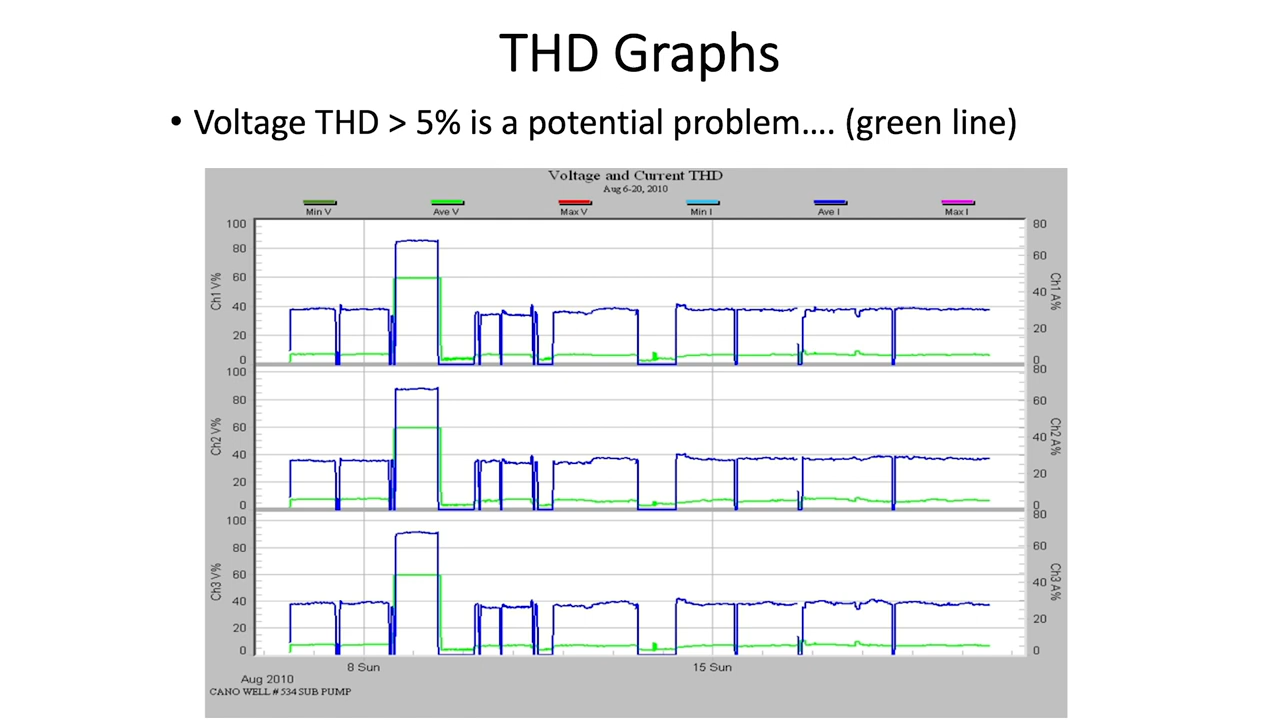 THD Graphs
• Voltage THD > 5% is a potential problem.... (green line)
Voltage and Current THD
Aug 6-20, 2010
Min V Ave V Max V Min I Ave I Max I
100 80
80 60
60 40
40 20
20 0
0
Ch1 V% Ch1 A%
100 80
80 60
60 40
40 20
20 0
0
Ch2 V% Ch2 A%
100 80
80 60
60 40
40 20
20 0
0
Ch3 V% Ch3 A%
8 Sun 15 Sun
Aug 2010
CANO WELL # 534 SUB PUMP